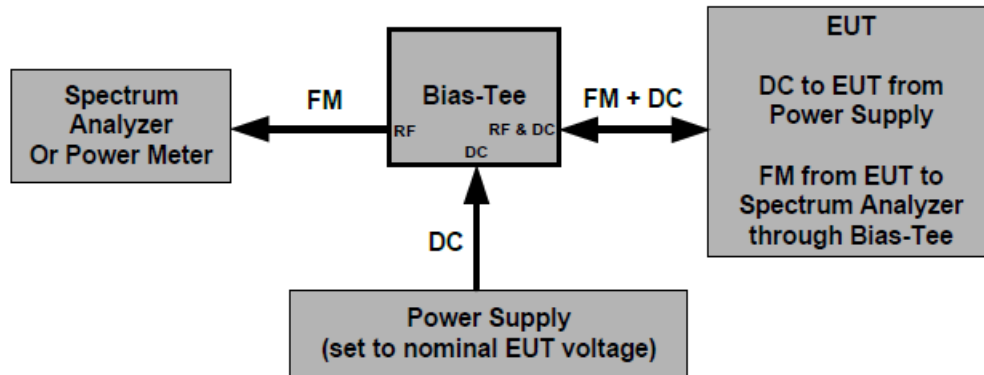 Spectrum
Analyzer
Or Power Meter
FM
Bias-Tee
RF
RF & DC
DC
FM + DC
EUT
DC to EUT from
Power Supply
FM from EUT to
Spectrum Analyzer
through Bias-Tee
DC
Power Supply
(set to nominal EUT voltage)